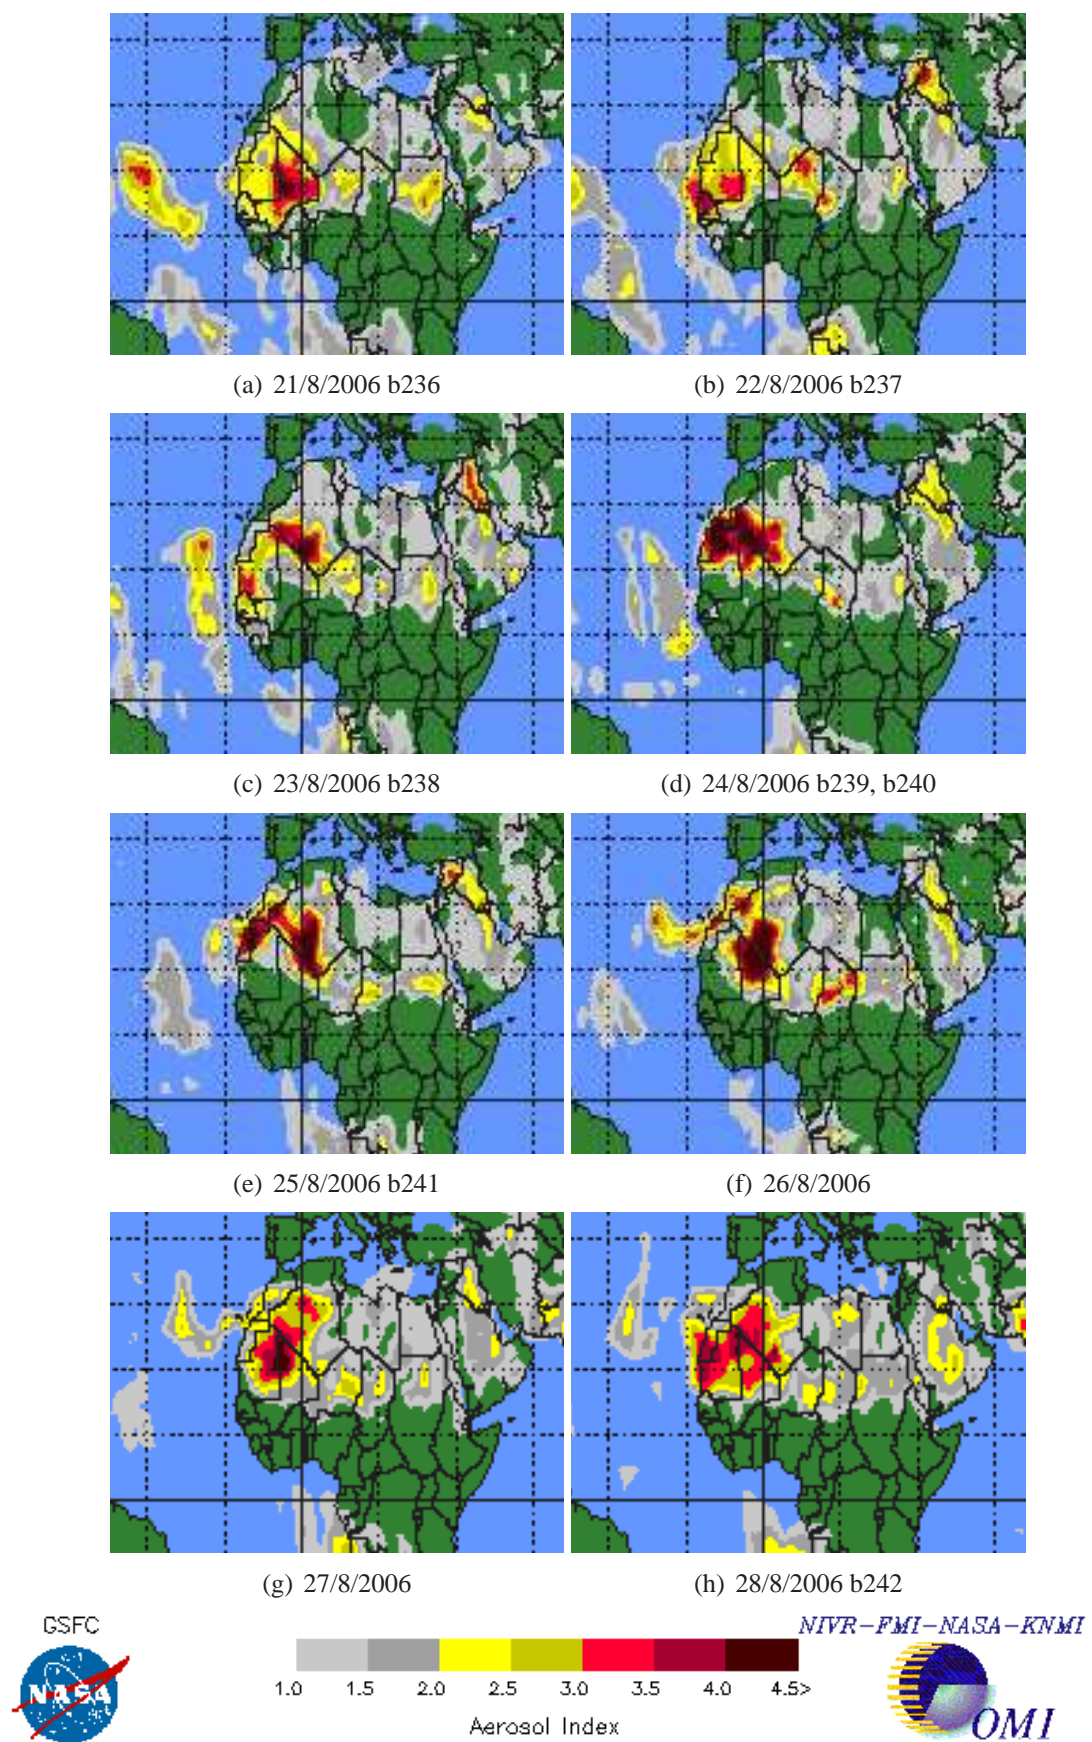 (a) 21/8/2006 b236
(b) 22/8/2006 b237
(c) 23/8/2006 b238
(d) 24/8/2006 b239, b240
(e) 25/8/2006 b241
(f) 26/8/2006
(g) 27/8/2006
(h) 28/8/2006 b242
GSFC
NIVR-FMI-NASA-KNMI
NASA
1.0 1.5 2.0 2.5 3.0 3.5 4.0 4.5>
Aerosol Index
OMI